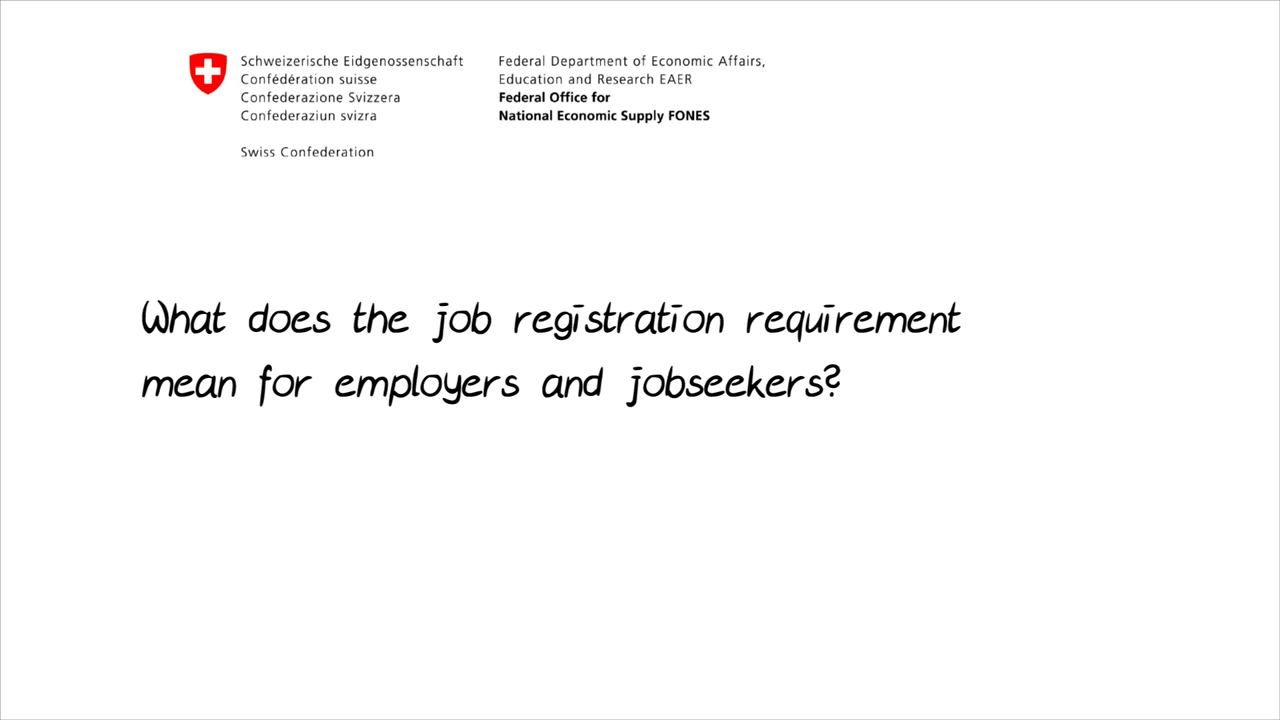 Schweizerische Eidgenossenschaft
Confédération suisse
Confederazione Svizzera
Confederaziun svizra
Swiss Confederation
Federal Department of Economic Affairs,
Education and Research EAER
Federal Office for
National Economic Supply FONES
What does the job registration requirement
mean for employers and jobseekers?